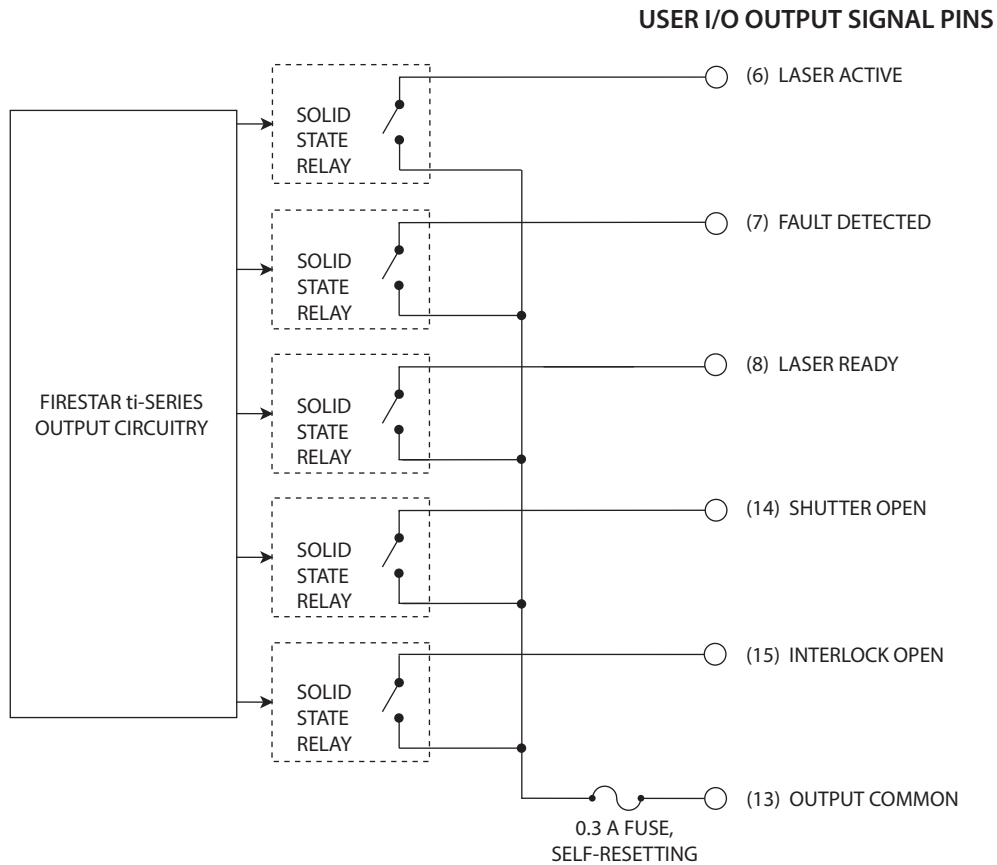 USER I/O OUTPUT SIGNAL PINS
(6) LASER ACTIVE
SOLID
STATE
RELAY
(7) FAULT DETECTED
SOLID
STATE
RELAY
(8) LASER READY
SOLID
STATE
RELAY
FIRESTAR ti-SERIES
OUTPUT CIRCUITRY
(14) SHUTTER OPEN
SOLID
STATE
RELAY
(15) INTERLOCK OPEN
SOLID
STATE
RELAY
(13) OUTPUT COMMON
0.3 A FUSE,
SELF-RESETTING